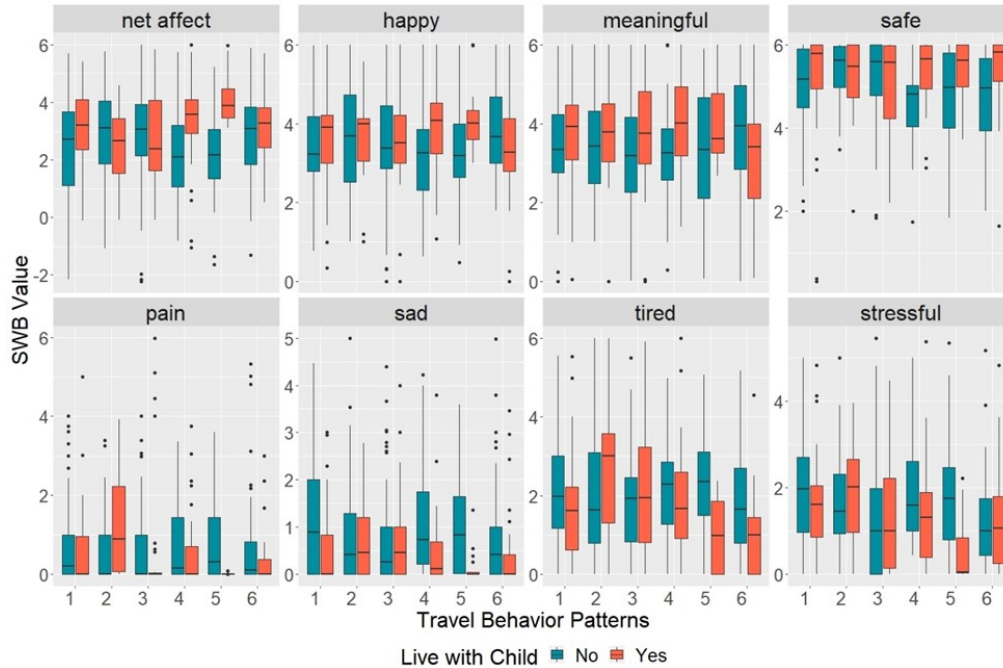 net affect happy meaningful safe
6 6 6 6
4 4 4 4
2 2 2 2
0
-2 0 0
pain sad tired stressful
6 5 6
4 4 4
4 3
2 2 2 2
1
0 0 0 0
1 2 3 4 5 6 1 2 3 4 5 6 1 2 3 4 5 6 1 2 3 4 5 6
SWB Value
Travel Behavior Patterns
Live with Child No Yes